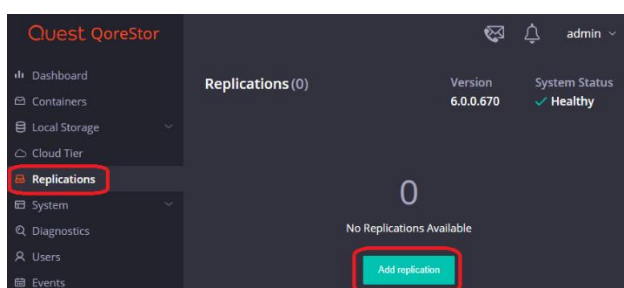 Quest QoreStor
admin
Dashboard
Containers
Local Storage
Cloud Tier
Replications
System
Diagnostics
Users
Events
Replications (0)
Version
6.0.0.670
System Status
Healthy
0
No Replications Available
Add replication